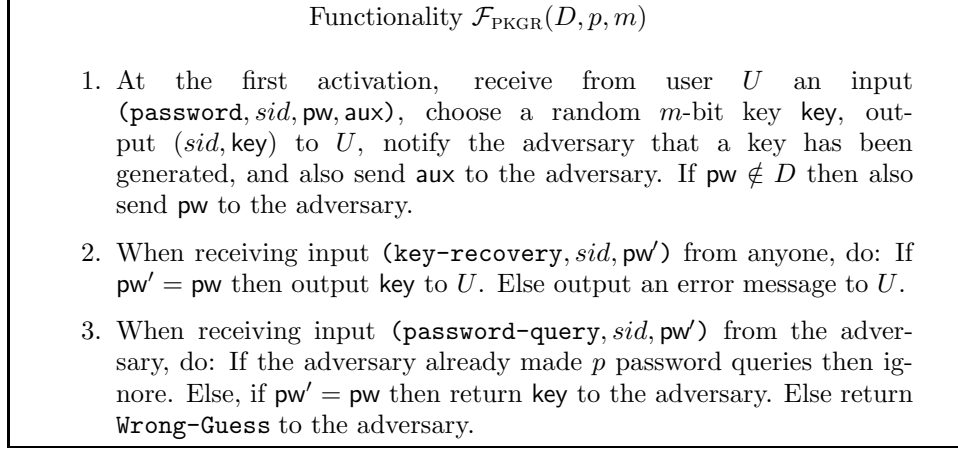 Functionality F_PKGR(D, p, m)
1. At the first activation, receive from user U an input
(password, sid, pw, aux), choose a random m-bit key key, out-
put (sid, key) to U, notify the adversary that a key has been
generated, and also send aux to the adversary. If pw ∉ D then also
send pw to the adversary.
2. When receiving input (key-recovery, sid, pw′) from anyone, do: If
pw′ = pw then output key to U. Else output an error message to U.
3. When receiving input (password-query, sid, pw′) from the adver-
sary, do: If the adversary already made p password queries then ig-
nore. Else, if pw′ = pw then return key to the adversary. Else return
Wrong-Guess to the adversary.